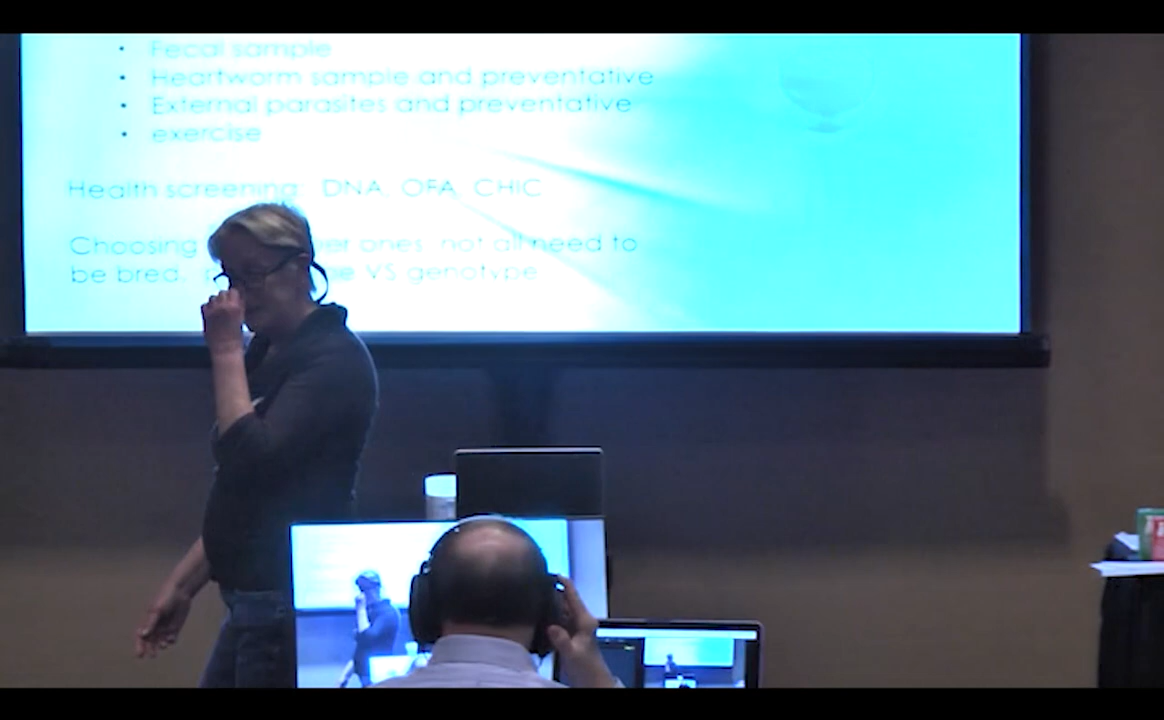 • Fecal sample
• Heartworm sample and preventative
• External parasites and preventative
• exercise
Health screening: DNA, OFA, CHIC
Choosing ones, not all need to
be bred. VS genotype